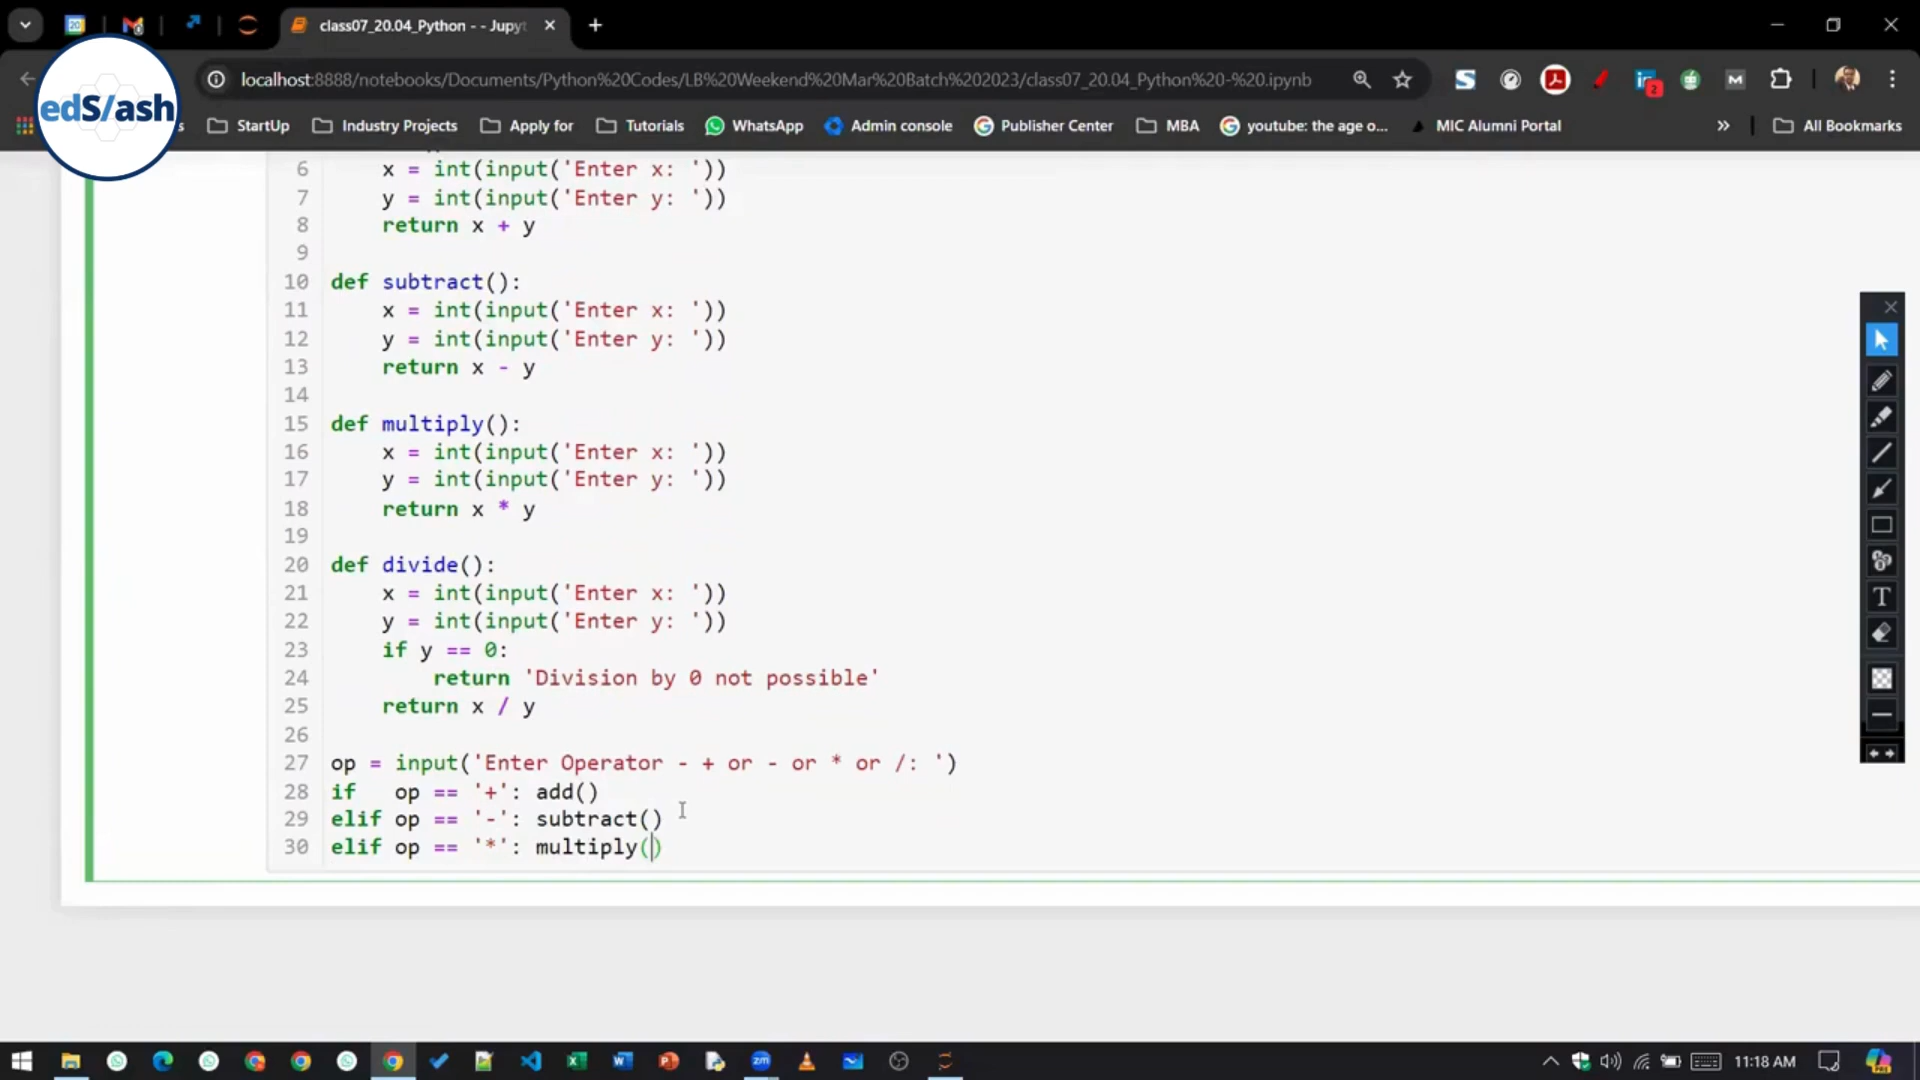 class07_20.04_Python - - Jupyt
localhost:8888/notebooks/Documents/Python%20Codes/LB%20Weekend%20Mar%20Batch%202023/class07_20.04_Python%20-%20.ipynb
edS/ash
s
StartUp
Industry Projects
Apply for
Tutorials
WhatsApp
Admin console
Publisher Center
MBA
youtube: the age o...
MIC Alumni Portal
»
All Bookmarks
6 x = int(input('Enter x: '))
7 y = int(input('Enter y: '))
8 return x + y
9
10 def subtract():
11 x = int(input('Enter x: '))
12 y = int(input('Enter y: '))
13 return x - y
14
15 def multiply():
16 x = int(input('Enter x: '))
17 y = int(input('Enter y: '))
18 return x * y
19
20 def divide():
21 x = int(input('Enter x: '))
22 y = int(input('Enter y: '))
23 if y == 0:
24 return 'Division by 0 not possible'
25 return x / y
26
27 op = input('Enter Operator - + or - or * or /: ')
28 if   op == '+': add()
29 elif op == '-': subtract()
30 elif op == '*': multiply()
T
11:18 AM